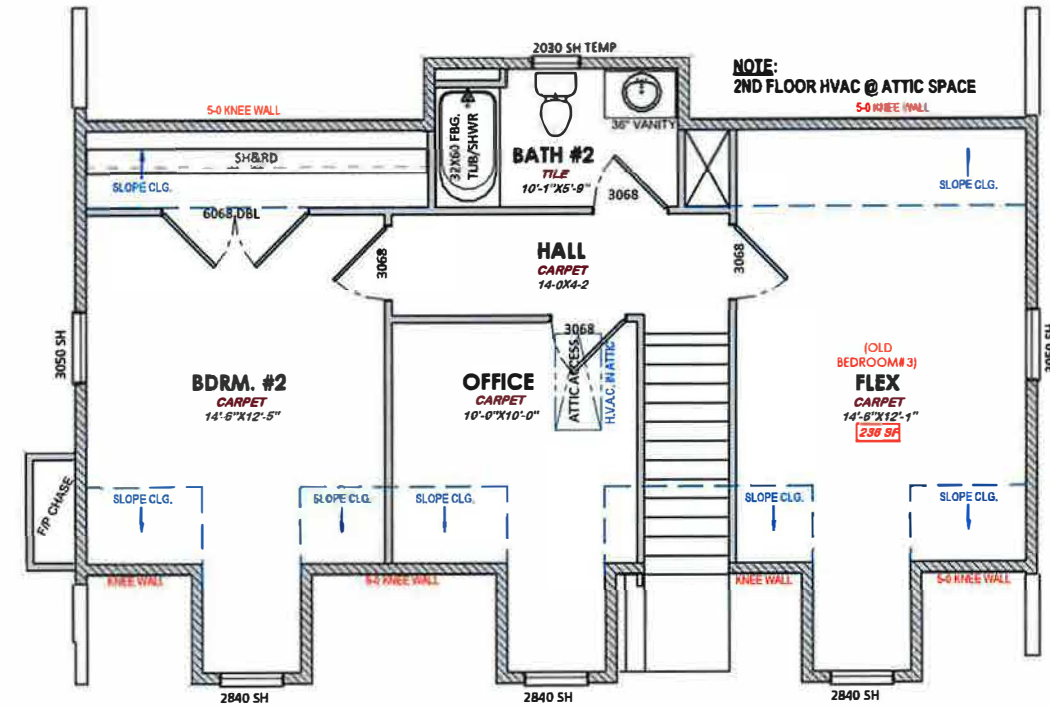 2030 SH TEMP
NOTE:
2ND FLOOR HVAC @ ATTIC SPACE
5-0 KNEE WALL
5-0 KNEE WALL
32X60 FBG.
TUB/SHWR
36" VANITY
SH&RD
BATH #2
TILE
10'-1"X5'-9"
SLOPE CLG.
SLOPE CLG.
3068
6068 DBL
3068
HALL
CARPET
14-0X4-2
3068
3050 SH
3068
ATTIC ACCESS
H.V.A.C. IN ATTIC
3050 SH
(OLD
BEDROOM#3)
BDRM. #2
CARPET
14'-6"X12'-5"
OFFICE
CARPET
10'-0"X10'-0"
FLEX
CARPET
14'-6"X12'-1"
236 SF
F/P CHASE
SLOPE CLG.
SLOPE CLG.
SLOPE CLG.
SLOPE CLG.
SLOPE CLG.
KNEE WALL
5-0 KNEE WALL
KNEE WALL
5-0 KNEE WALL
2840 SH
2840 SH
2840 SH